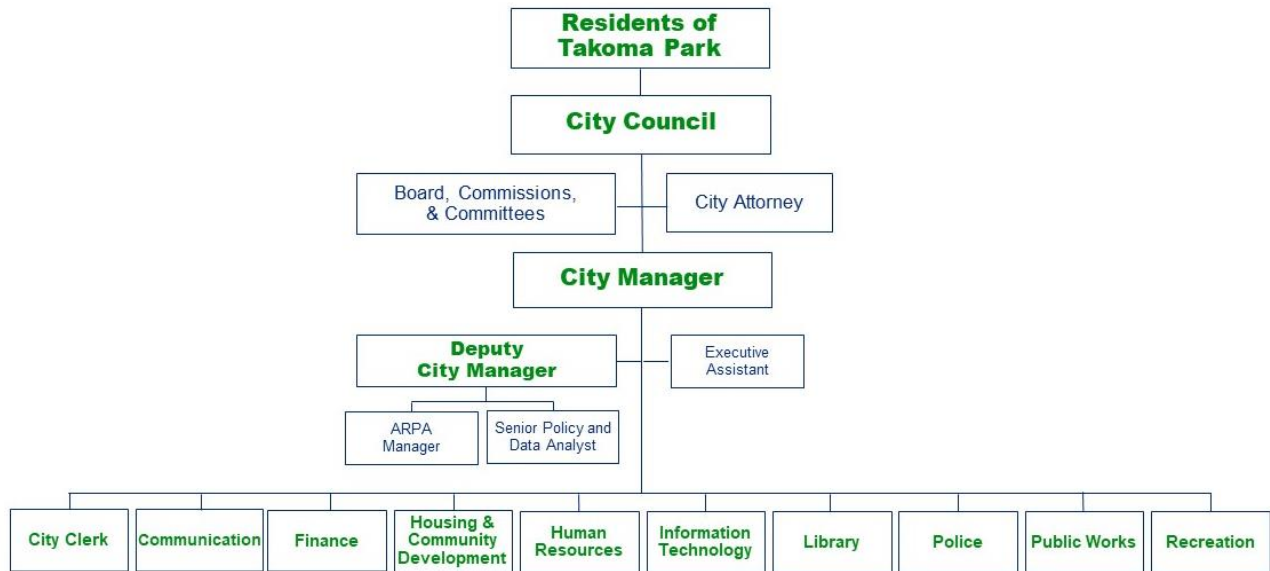 Residents of
Takoma Park
City Council
Board, Commissions,
& Committees
City Attorney
City Manager
Deputy
City Manager
Executive
Assistant
ARPA
Manager
Senior Policy and
Data Analyst
City Clerk
Communication
Finance
Housing &
Community
Development
Human
Resources
Information
Technology
Library
Police
Public Works
Recreation